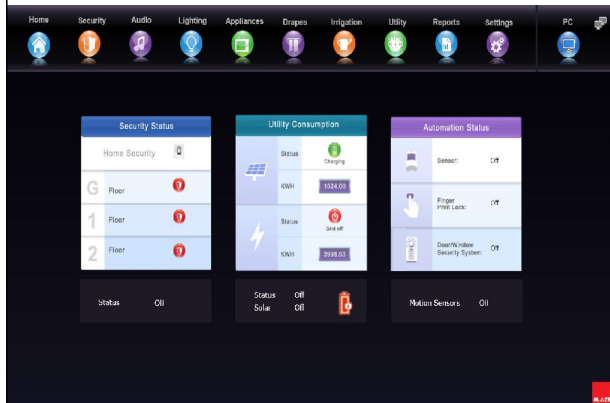 Home Security Audio Lighting Appliances Drapes Irrigation Utility Reports Settings PC
Security Status
Home Security
G Floor
1 Floor
2 Floor
Status Off
Utility Consumption
Status Charging
KWH 1024.00
Status Grid off
KWH 3998.93
Status Off
Solar Off
Automation Status
Sensor: Off
Finger
Print Lock: Off
Door/Window
Security System: Off
Motion Sensors Off